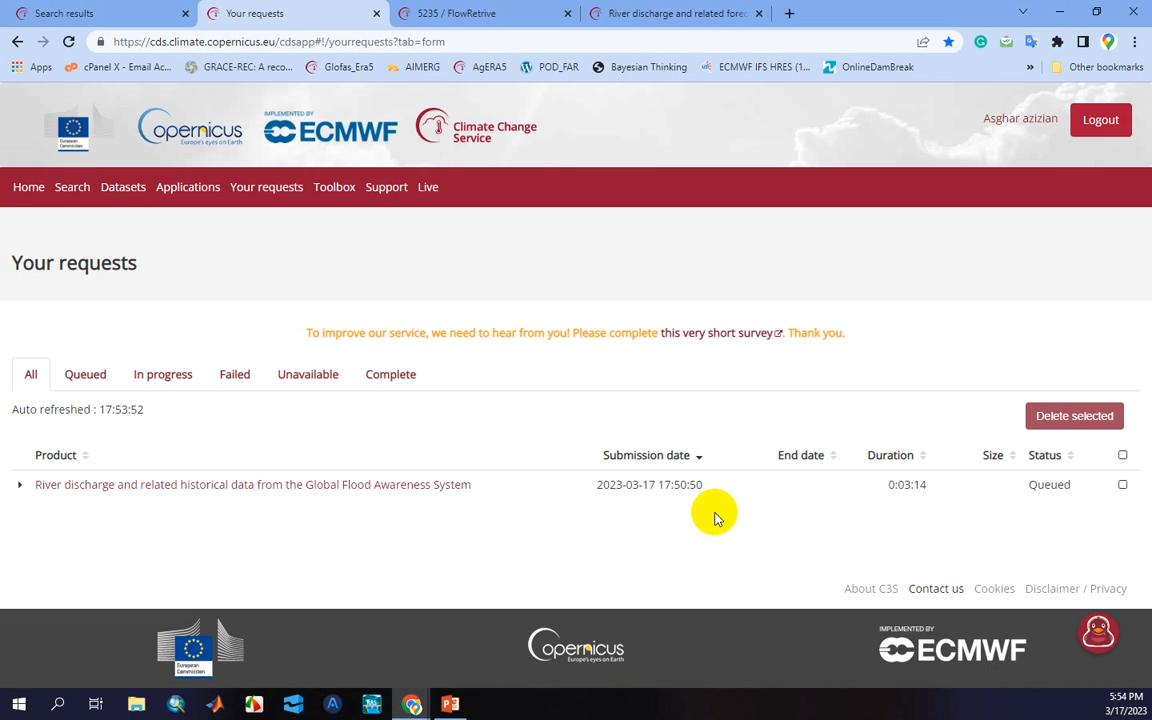 Search results
Your requests
5235 / FlowRetrive
River discharge and related fore
https://cds.climate.copernicus.eu/cdsapp#!/yourrequests?tab=form
Apps
cPanel X - Email Ac...
GRACE-REC: A reco...
Glofas_Era5
AIMERG
AgERA5
POD_FAR
Bayesian Thinking
ECMWF IFS HRES (1...
OnlineDamBreak
»
Other bookmarks
European Commission
opernicus
Europe's eyes on Earth
IMPLEMENTED BY
ECMWF
Climate Change
Service
Asghar azizian
Logout
Home Search Datasets Applications Your requests Toolbox Support Live
Your requests
To improve our service, we need to hear from you! Please complete this very short survey. Thank you.
All Queued In progress Failed Unavailable Complete
Auto refreshed : 17:53:52
Delete selected
Product Submission date End date Duration Size Status
River discharge and related historical data from the Global Flood Awareness System 2023-03-17 17:50:50 0:03:14 Queued
About C3S Contact us Cookies Disclaimer / Privacy
European Commission
opernicus
Europe's eyes on Earth
IMPLEMENTED BY
ECMWF
5:54 PM
3/17/2023